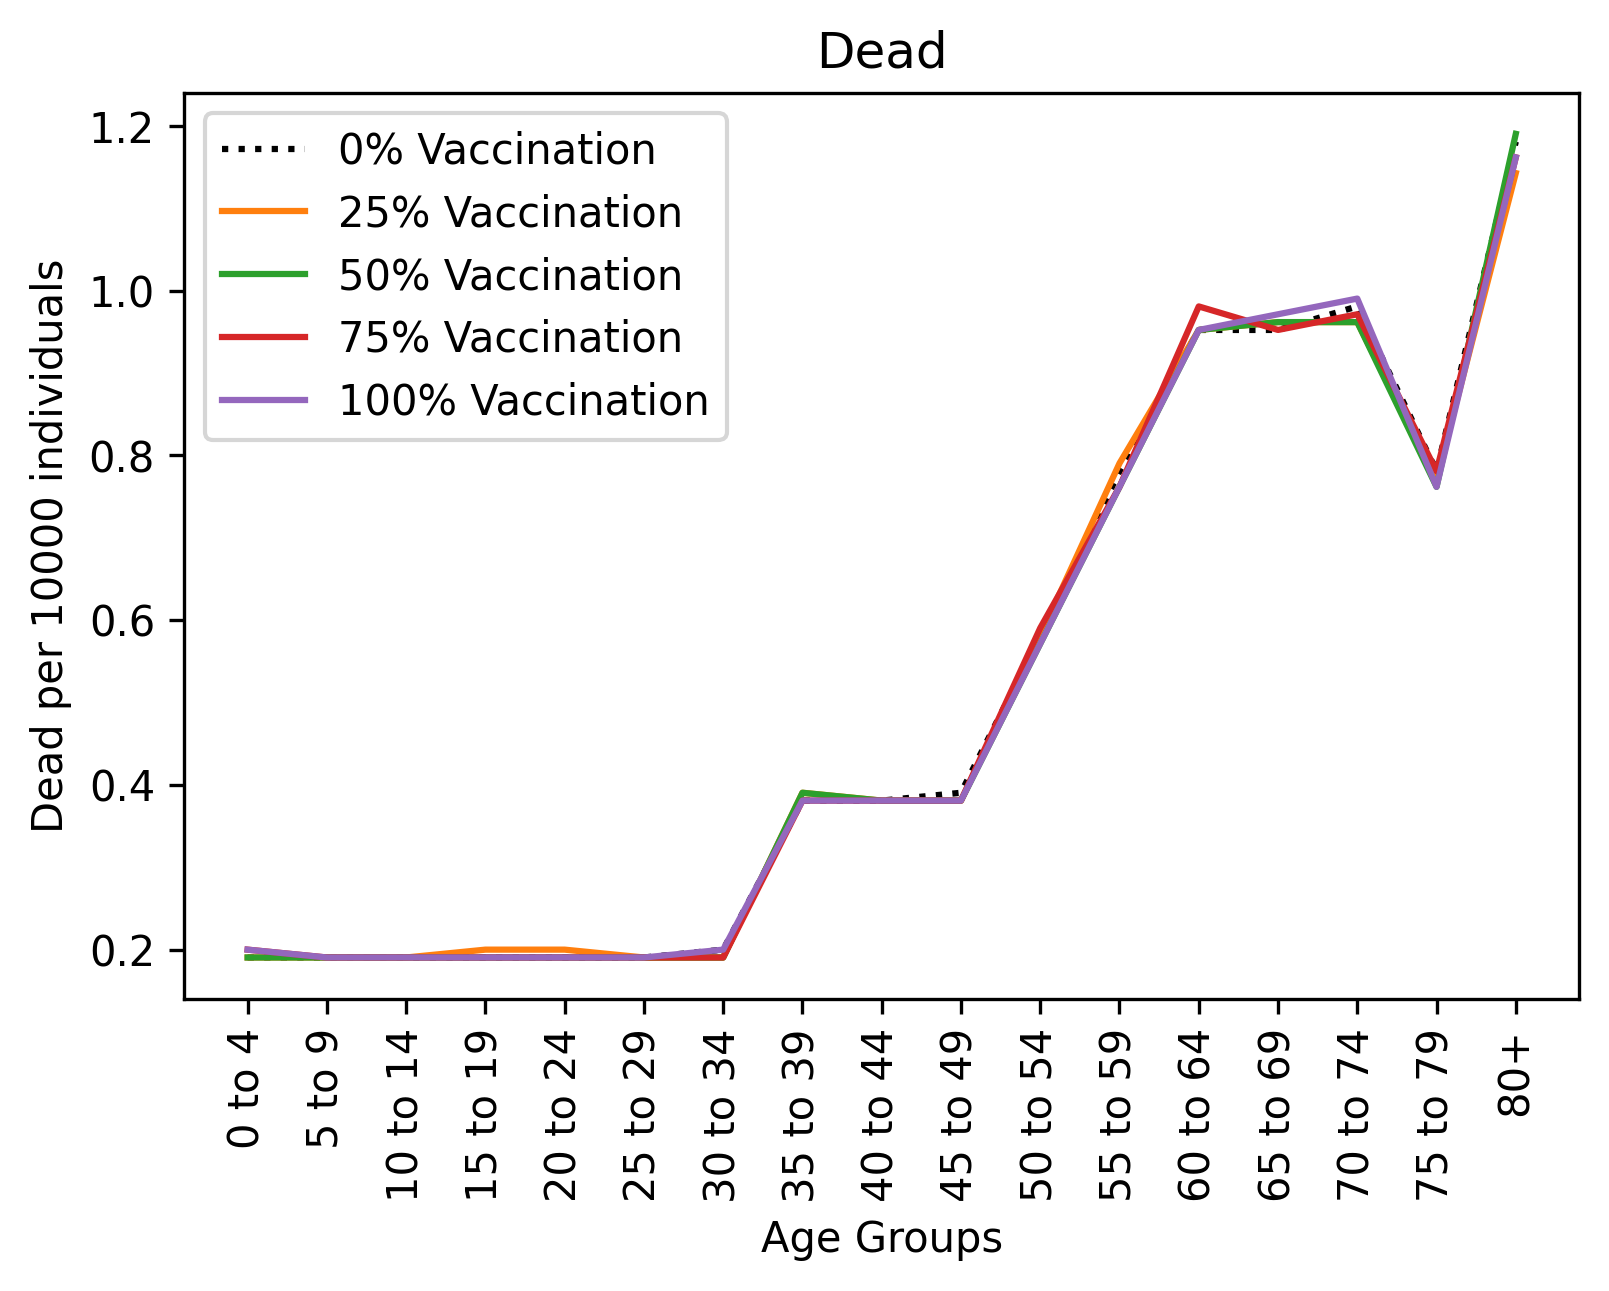 Dead
1.2
1.0
0.8
0.6
0.4
0.2
Dead per 10000 individuals
0% Vaccination
25% Vaccination
50% Vaccination
75% Vaccination
100% Vaccination
0 to 4
5 to 9
10 to 14
15 to 19
20 to 24
25 to 29
30 to 34
35 to 39
40 to 44
45 to 49
50 to 54
55 to 59
60 to 64
65 to 69
70 to 74
75 to 79
80+
Age Groups